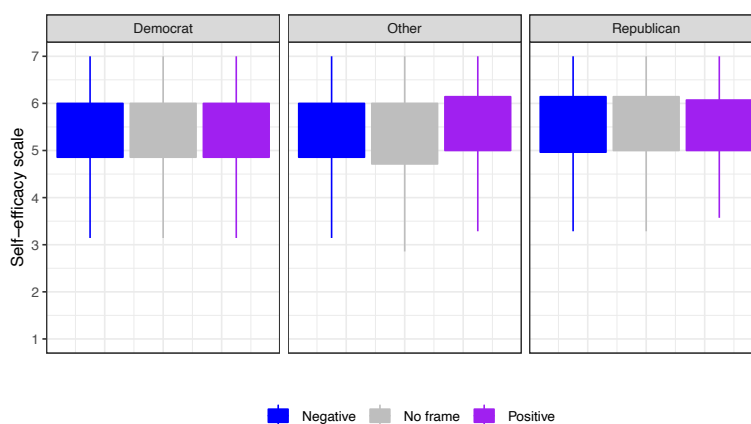 Democrat Other Republican
7
6
5
4
3
2
1
Self−efficacy scale
Negative No frame Positive